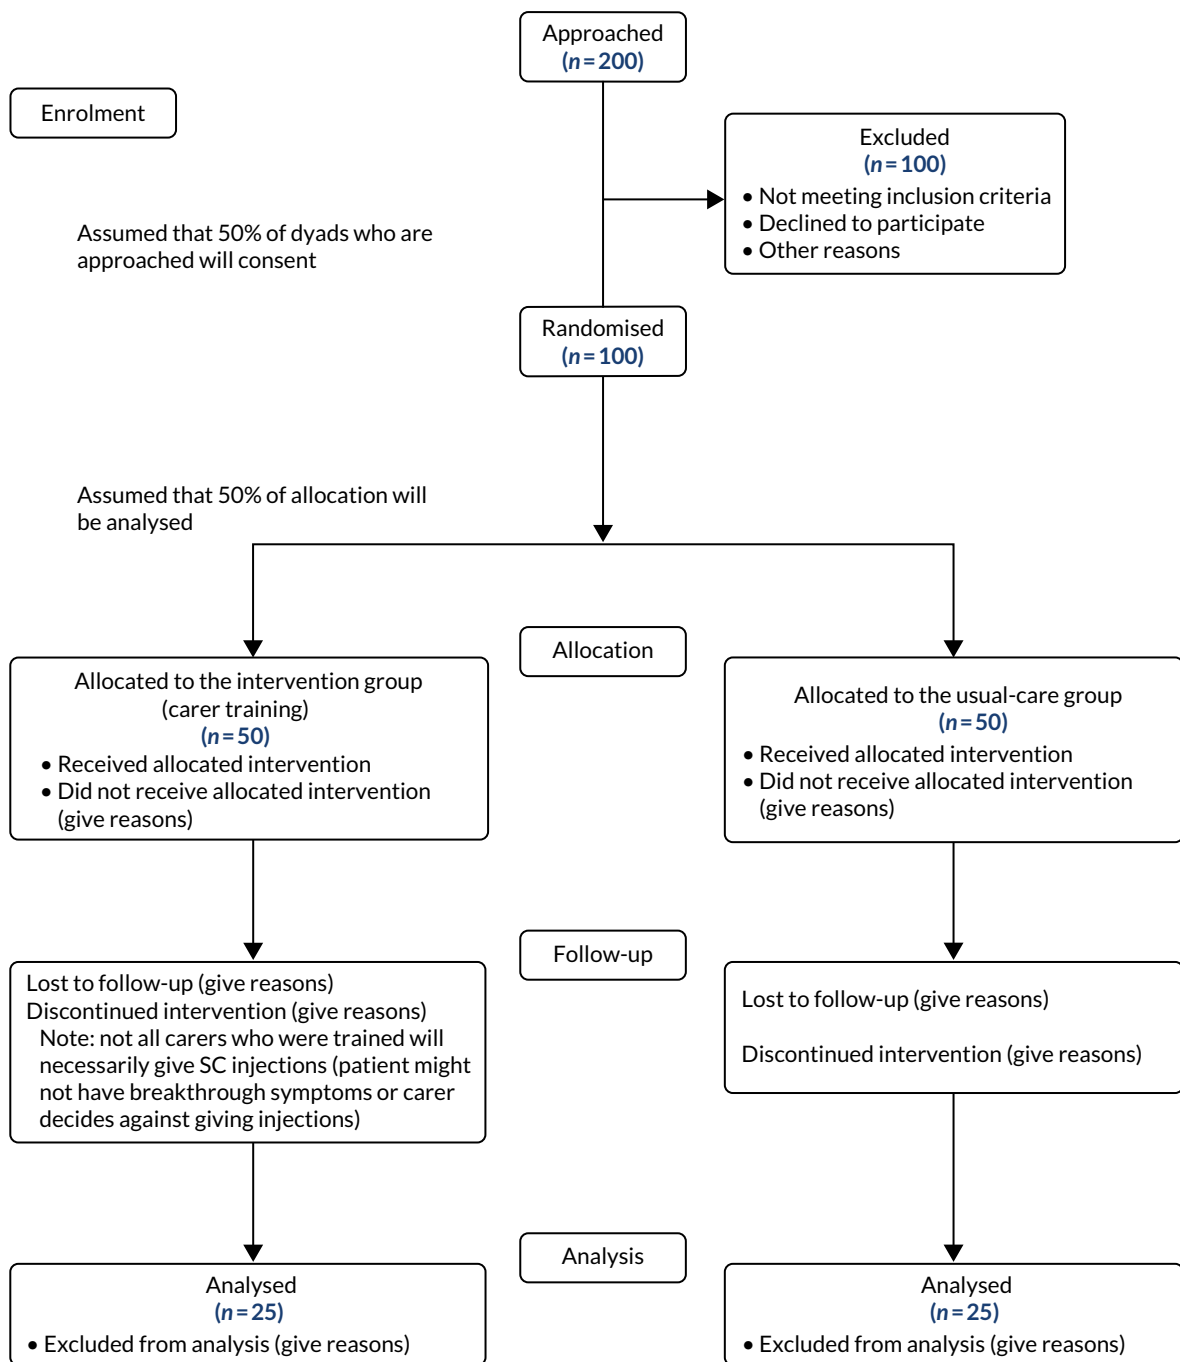 Approached
(n=200)
Enrolment
Excluded
(n=100)
• Not meeting inclusion criteria
• Declined to participate
• Other reasons
Assumed that 50% of dyads who are
approached will consent
Randomised
(n=100)
Assumed that 50% of allocation will
be analysed
Allocation
Allocated to the intervention group
(carer training)
(n=50)
• Received allocated intervention
• Did not receive allocated intervention
(give reasons)
Allocated to the usual-care group
(n=50)
• Received allocated intervention
• Did not receive allocated intervention
(give reasons)
Follow-up
Lost to follow-up (give reasons)
Discontinued intervention (give reasons)
Note: not all carers who were trained will
necessarily give SC injections (patient might
not have breakthrough symptoms or carer
decides against giving injections)
Lost to follow-up (give reasons)
Discontinued intervention (give reasons)
Analysis
Analysed
(n=25)
• Excluded from analysis (give reasons)
Analysed
(n=25)
• Excluded from analysis (give reasons)